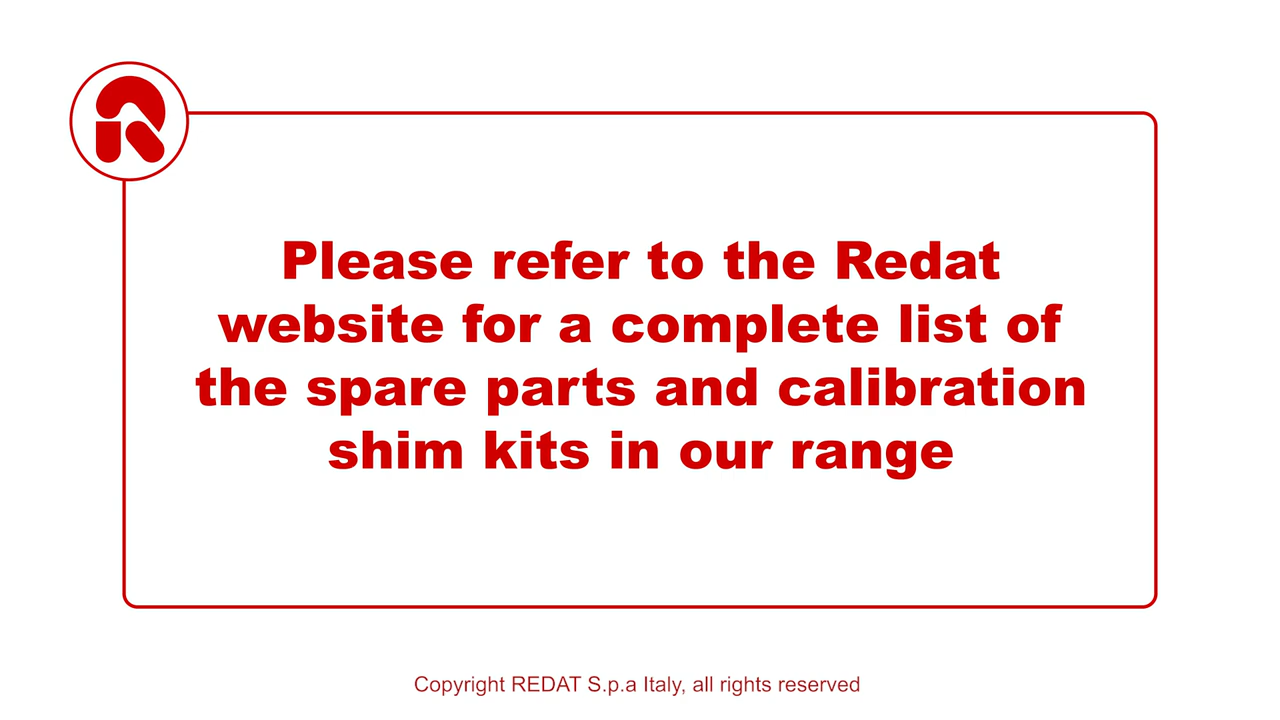 Please refer to the Redat
website for a complete list of
the spare parts and calibration
shim kits in our range
Copyright REDAT S.p.a Italy, all rights reserved